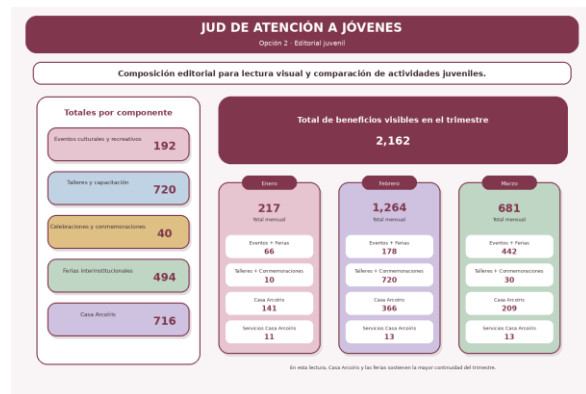 JUD DE ATENCIÓN A JÓVENES
Opción 2 · Editorial juvenil
Composición editorial para lectura visual y comparación de actividades juveniles.
Totales por componente
Eventos culturales y recreativos
192
Talleres y capacitación
720
Celebraciones y conmemoraciones
40
Ferias interinstitucionales
494
Casa Arcoíris
716
Total de beneficios visibles en el trimestre
2,162
Enero
217
Total mensual
Eventos + Ferias
66
Talleres + Conmemoraciones
10
Casa Arcoíris
141
Servicios Casa Arcoíris
11
Febrero
1,264
Total mensual
Eventos + Ferias
178
Talleres + Conmemoraciones
720
Casa Arcoíris
366
Servicios Casa Arcoíris
13
Marzo
681
Total mensual
Eventos + Ferias
442
Talleres + Conmemoraciones
30
Casa Arcoíris
209
Servicios Casa Arcoíris
13
En esta lectura, Casa Arcoíris y las ferias sostienen la mayor continuidad del trimestre.